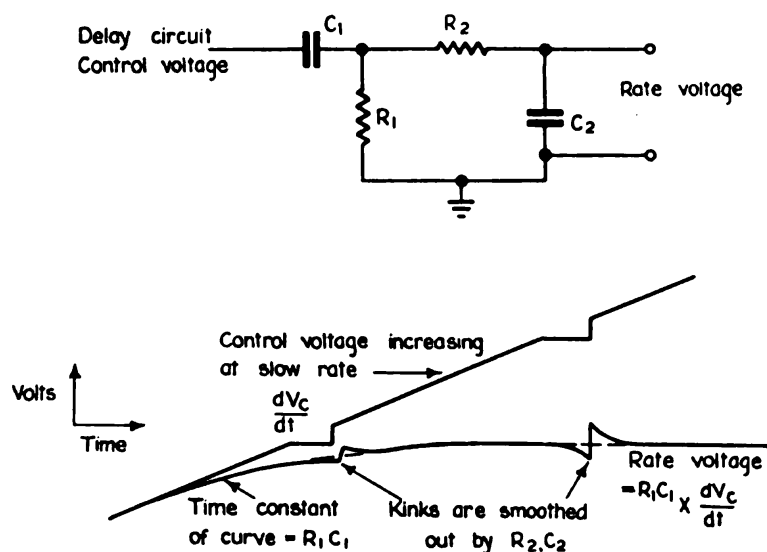 Delay circuit
Control voltage
C₁
R₂
R₁
C₂
Rate voltage
Control voltage increasing
at slow rate
dVc
dt
Volts
Time
Time constant
of curve = R₁C₁
Kinks are smoothed
out by R₂,C₂
Rate voltage
=R₁C₁ × dVc
dt